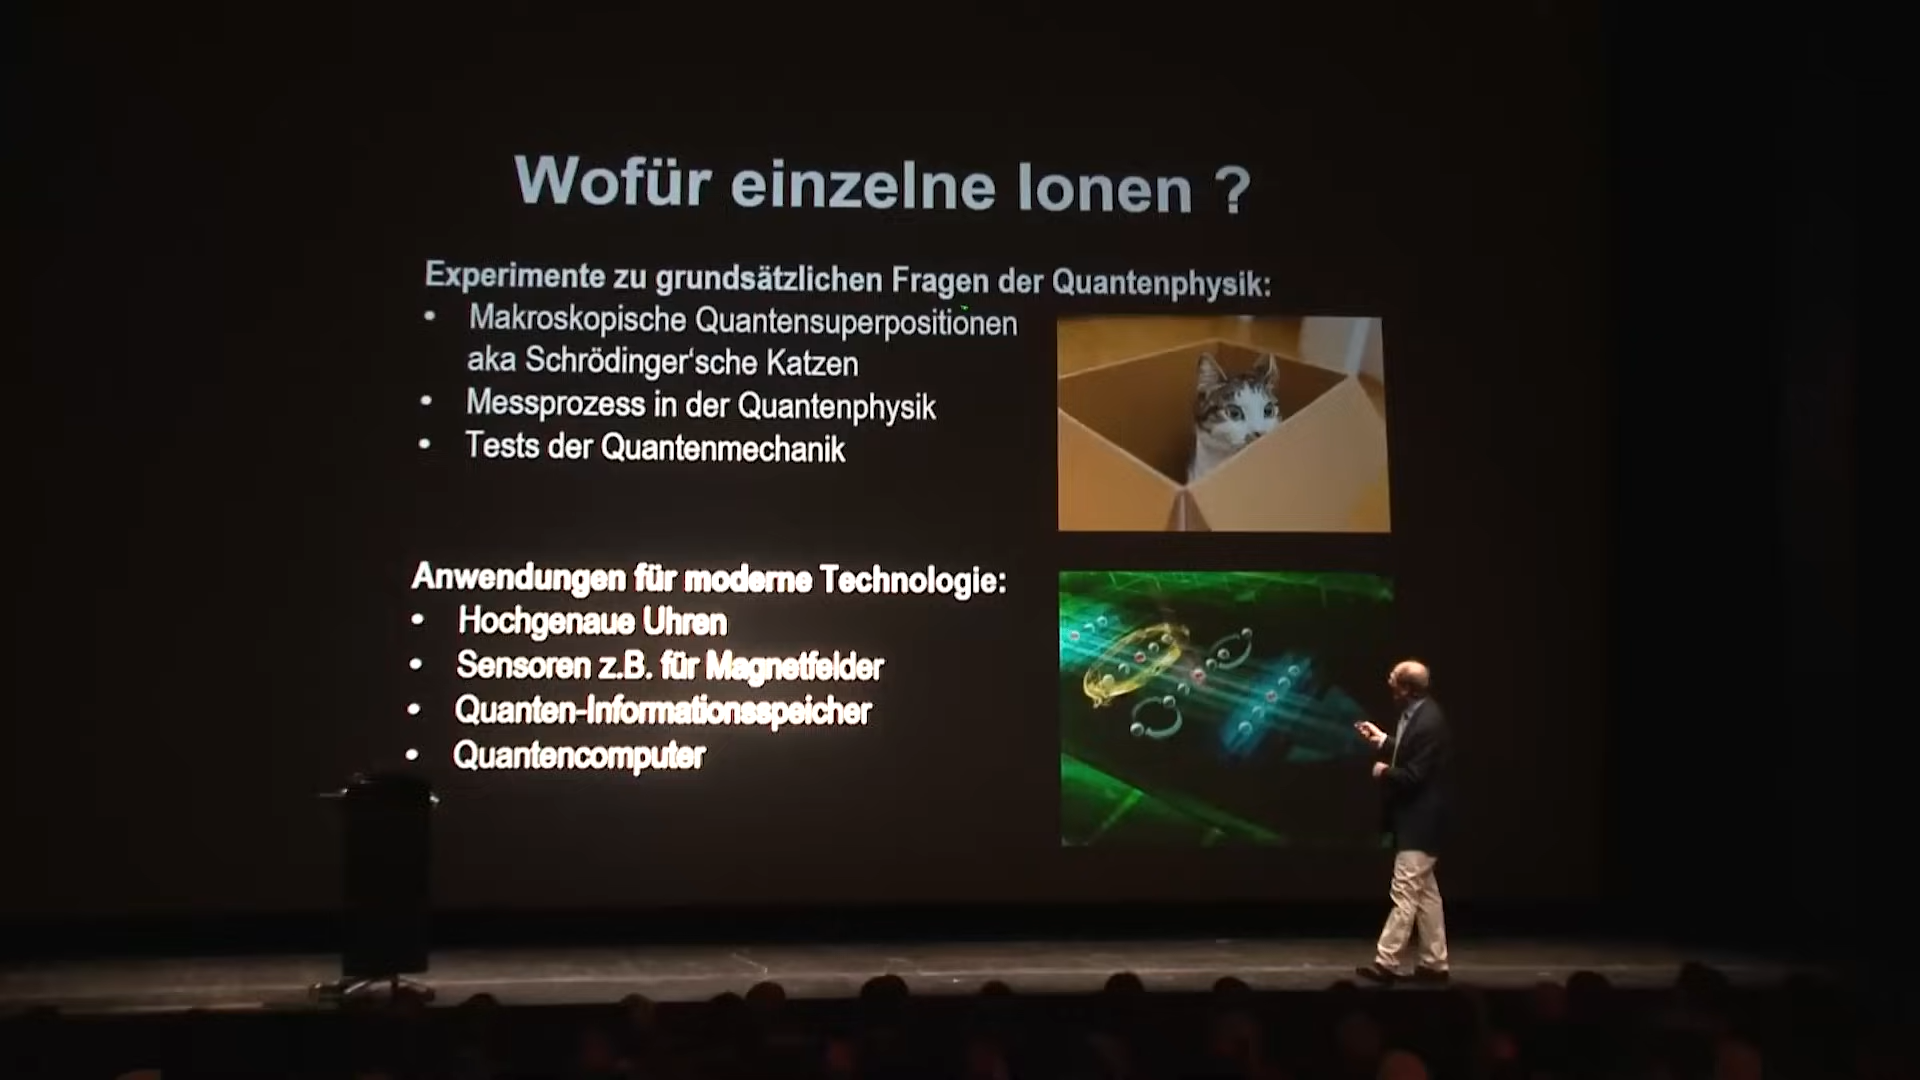 Wofür einzelne Ionen ?
Experimente zu grundsätzlichen Fragen der Quantenphysik:
• Makroskopische Quantensuperpositionen
aka Schrödinger‘sche Katzen
• Messprozess in der Quantenphysik
• Tests der Quantenmechanik
Anwendungen für moderne Technologie:
• Hochgenaue Uhren
• Sensoren z.B. für Magnetfelder
• Quanten-Informationsspeicher
• Quantencomputer